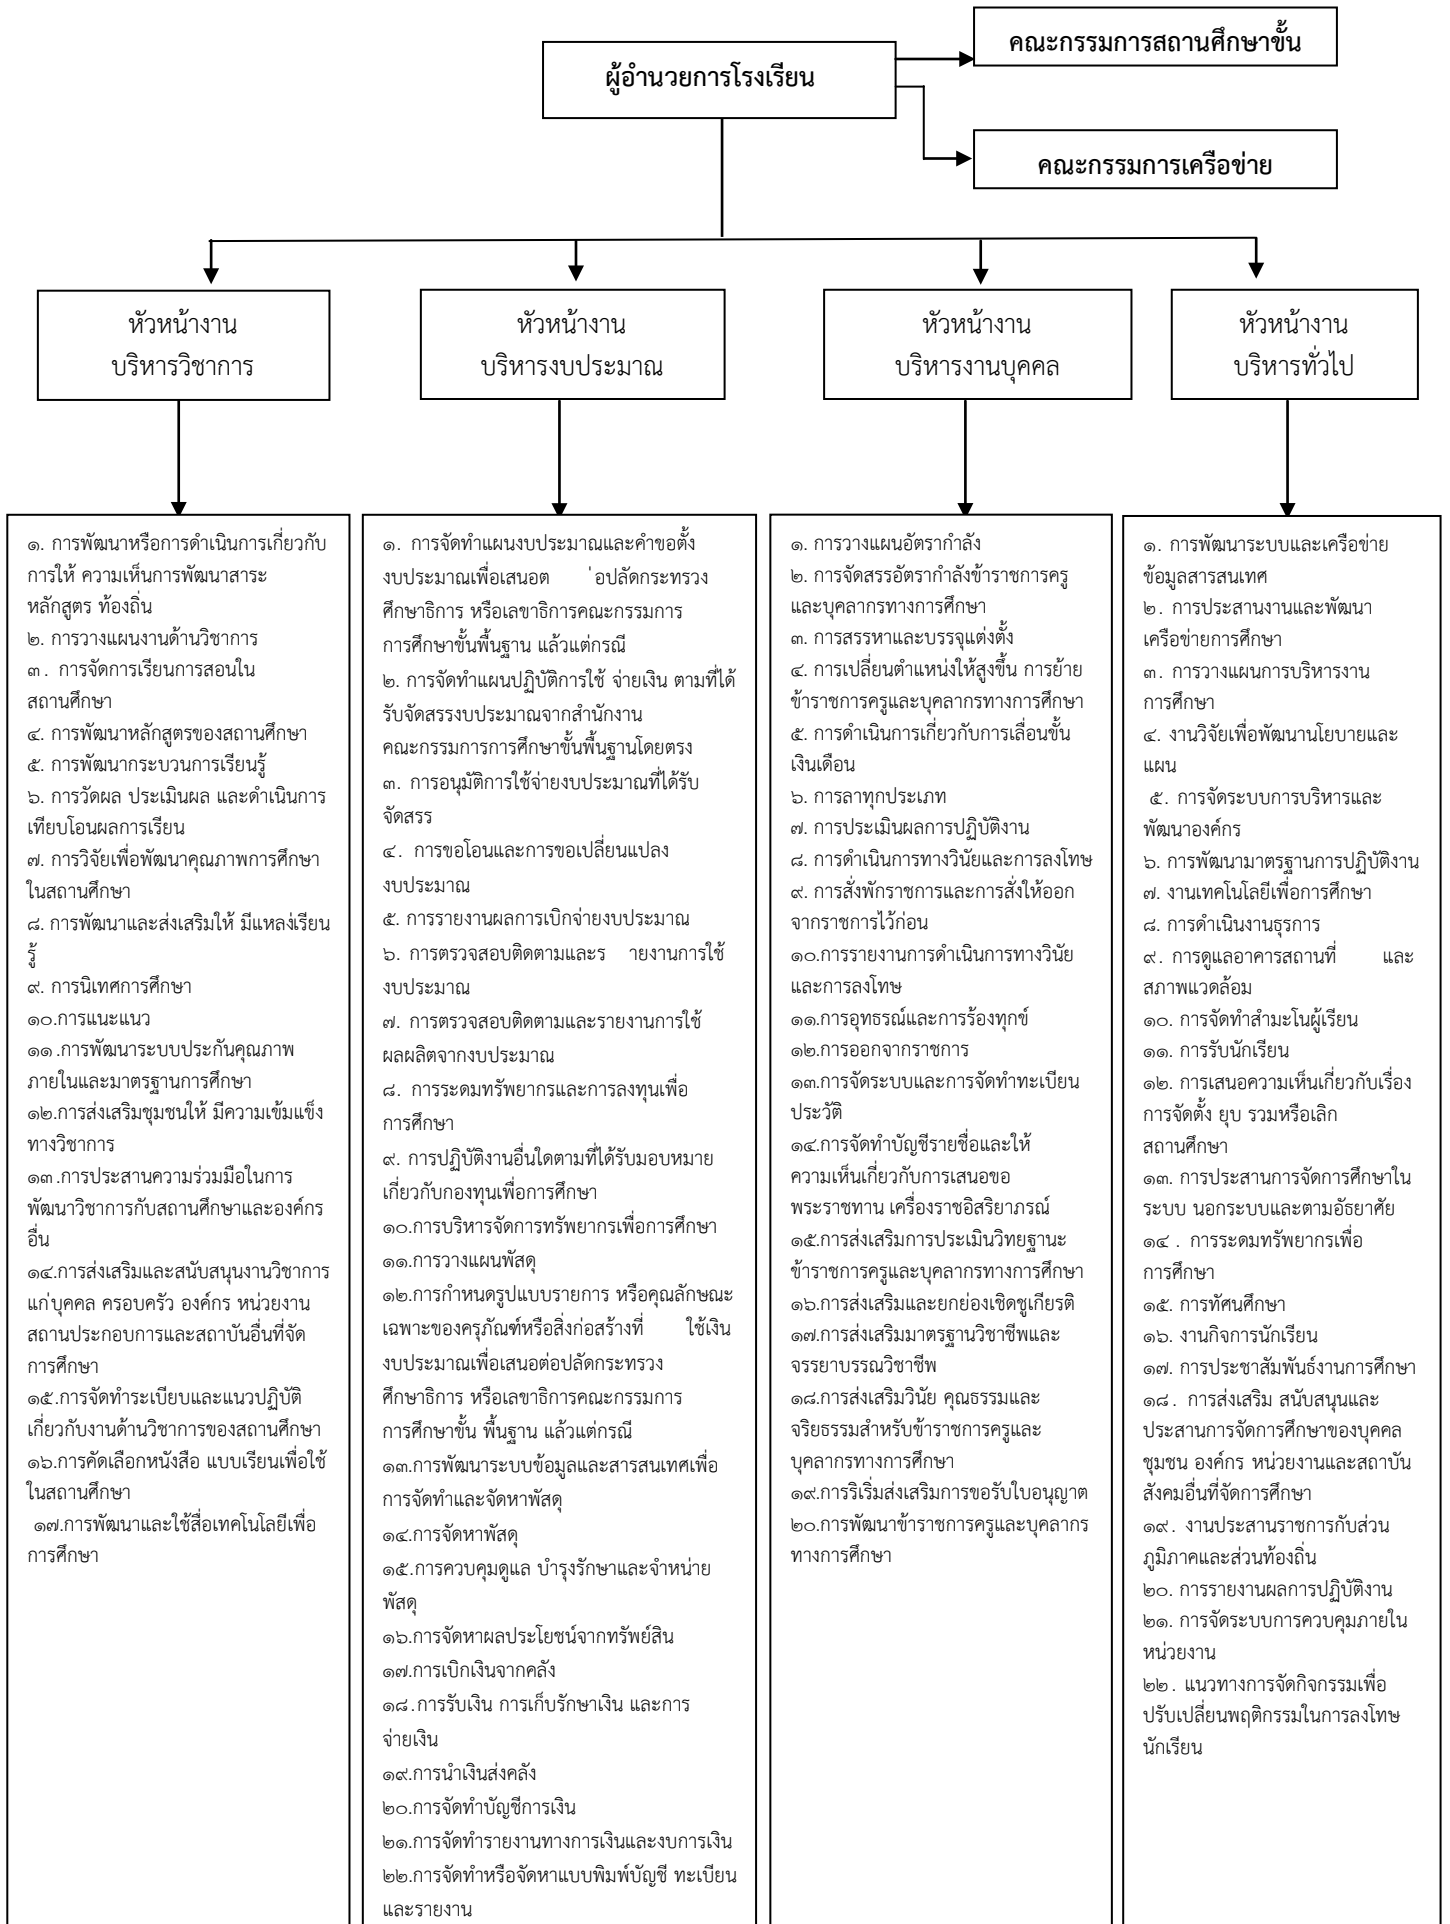 คณะกรรมการสถานศึกษาขั้น
ผู้อำนวยการโรงเรียน
คณะกรรมการเครือข่าย
หัวหน้างาน
บริหารวิชาการ
หัวหน้างาน
บริหารงบประมาณ
หัวหน้างาน
บริหารงานบุคคล
หัวหน้างาน
บริหารทั่วไป
๑. การพัฒนาหรือการดำเนินการเกี่ยวกับ
การให้ ความเห็นการพัฒนาสาระ
หลักสูตร ท้องถิ่น
๒. การวางแผนงานด้านวิชาการ
๓. การจัดการเรียนการสอนใน
สถานศึกษา
๔. การพัฒนาหลักสูตรของสถานศึกษา
๕. การพัฒนากระบวนการเรียนรู้
๖. การวัดผล ประเมินผล และดำเนินการ
เทียบโอนผลการเรียน
๗. การวิจัยเพื่อพัฒนาคุณภาพการศึกษา
ในสถานศึกษา
๘. การพัฒนาและส่งเสริมให้ มีแหล่งเรียน
รู้
๙. การนิเทศการศึกษา
๑๐.การแนะแนว
๑๑.การพัฒนาระบบประกันคุณภาพ
ภายในและมาตรฐานการศึกษา
๑๒.การส่งเสริมชุมชนให้ มีความเข้มแข็ง
ทางวิชาการ
๑๓.การประสานความร่วมมือในการ
พัฒนาวิชาการกับสถานศึกษาและองค์กร
อื่น
๑๔.การส่งเสริมและสนับสนุนงานวิชาการ
แก่บุคคล ครอบครัว องค์กร หน่วยงาน
สถานประกอบการและสถาบันอื่นที่จัด
การศึกษา
๑๕.การจัดทำระเบียบและแนวปฏิบัติ
เกี่ยวกับงานด้านวิชาการของสถานศึกษา
๑๖.การคัดเลือกหนังสือ แบบเรียนเพื่อใช้
ในสถานศึกษา
๑๗.การพัฒนาและใช้สื่อเทคโนโลยีเพื่อ
การศึกษา
๑. การจัดทำแผนงบประมาณและคำขอตั้ง
งบประมาณเพื่อเสนอต ่อปลัดกระทรวง
ศึกษาธิการ หรือเลขาธิการคณะกรรมการ
การศึกษาขั้นพื้นฐาน แล้วแต่กรณี
๒. การจัดทำแผนปฏิบัติการใช้ จ่ายเงิน ตามที่ได้
รับจัดสรรงบประมาณจากสำนักงาน
คณะกรรมการการศึกษาขั้นพื้นฐานโดยตรง
๓. การอนุมัติการใช้จ่ายงบประมาณที่ได้รับ
จัดสรร
๔. การขอโอนและการขอเปลี่ยนแปลง
งบประมาณ
๕. การรายงานผลการเบิกจ่ายงบประมาณ
๖. การตรวจสอบติดตามและร ายงานการใช้
งบประมาณ
๗. การตรวจสอบติดตามและรายงานการใช้
ผลผลิตจากงบประมาณ
๘. การระดมทรัพยากรและการลงทุนเพื่อ
การศึกษา
๙. การปฏิบัติงานอื่นใดตามที่ได้รับมอบหมาย
เกี่ยวกับกองทุนเพื่อการศึกษา
๑๐.การบริหารจัดการทรัพยากรเพื่อการศึกษา
๑๑.การวางแผนพัสดุ
๑๒.การกำหนดรูปแบบรายการ หรือคุณลักษณะ
เฉพาะของครุภัณฑ์หรือสิ่งก่อสร้างที่ ใช้เงิน
งบประมาณเพื่อเสนอต่อปลัดกระทรวง
ศึกษาธิการ หรือเลขาธิการคณะกรรมการ
การศึกษาขั้น พื้นฐาน แล้วแต่กรณี
๑๓.การพัฒนาระบบข้อมูลและสารสนเทศเพื่อ
การจัดทำและจัดหาพัสดุ
๑๔.การจัดหาพัสดุ
๑๕.การควบคุมดูแล บำรุงรักษาและจำหน่าย
พัสดุ
๑๖.การจัดหาผลประโยชน์จากทรัพย์สิน
๑๗.การเบิกเงินจากคลัง
๑๘.การรับเงิน การเก็บรักษาเงิน และการ
จ่ายเงิน
๑๙.การนำเงินส่งคลัง
๒๐.การจัดทำบัญชีการเงิน
๒๑.การจัดทำรายงานทางการเงินและงบการเงิน
๒๒.การจัดทำหรือจัดหาแบบพิมพ์บัญชี ทะเบียน
และรายงาน
๑. การวางแผนอัตรากำลัง
๒. การจัดสรรอัตรากำลังข้าราชการครู
และบุคลากรทางการศึกษา
๓. การสรรหาและบรรจุแต่งตั้ง
๔. การเปลี่ยนตำแหน่งให้สูงขึ้น การย้าย
ข้าราชการครูและบุคลากรทางการศึกษา
๕. การดำเนินการเกี่ยวกับการเลื่อนขั้น
เงินเดือน
๖. การลาทุกประเภท
๗. การประเมินผลการปฏิบัติงาน
๘. การดำเนินการทางวินัยและการลงโทษ
๙. การสั่งพักราชการและการสั่งให้ออก
จากราชการไว้ก่อน
๑๐.การรายงานการดำเนินการทางวินัย
และการลงโทษ
๑๑.การอุทธรณ์และการร้องทุกข์
๑๒.การออกจากราชการ
๑๓.การจัดระบบและการจัดทำทะเบียน
ประวัติ
๑๔.การจัดทำบัญชีรายชื่อและให้
ความเห็นเกี่ยวกับการเสนอขอ
พระราชทาน เครื่องราชอิสริยาภรณ์
๑๕.การส่งเสริมการประเมินวิทยฐานะ
ข้าราชการครูและบุคลากรทางการศึกษา
๑๖.การส่งเสริมและยกย่องเชิดชูเกียรติ
๑๗.การส่งเสริมมาตรฐานวิชาชีพและ
จรรยาบรรณวิชาชีพ
๑๘.การส่งเสริมวินัย คุณธรรมและ
จริยธรรมสำหรับข้าราชการครูและ
บุคลากรทางการศึกษา
๑๙.การริเริ่มส่งเสริมการขอรับใบอนุญาต
๒๐.การพัฒนาข้าราชการครูและบุคลากร
ทางการศึกษา
๑. การพัฒนาระบบและเครือข่าย
ข้อมูลสารสนเทศ
๒. การประสานงานและพัฒนา
เครือข่ายการศึกษา
๓. การวางแผนการบริหารงาน
การศึกษา
๔. งานวิจัยเพื่อพัฒนานโยบายและ
แผน
๕. การจัดระบบการบริหารและ
พัฒนาองค์กร
๖. การพัฒนามาตรฐานการปฏิบัติงาน
๗. งานเทคโนโลยีเพื่อการศึกษา
๘. การดำเนินงานธุรการ
๙. การดูแลอาคารสถานที่ และ
สภาพแวดล้อม
๑๐. การจัดทำสำมะโนผู้เรียน
๑๑. การรับนักเรียน
๑๒. การเสนอความเห็นเกี่ยวกับเรื่อง
การจัดตั้ง ยุบ รวมหรือเลิก
สถานศึกษา
๑๓. การประสานการจัดการศึกษาใน
ระบบ นอกระบบและตามอัธยาศัย
๑๔ . การระดมทรัพยากรเพื่อ
การศึกษา
๑๕. การทัศนศึกษา
๑๖. งานกิจการนักเรียน
๑๗. การประชาสัมพันธ์งานการศึกษา
๑๘. การส่งเสริม สนับสนุนและ
ประสานการจัดการศึกษาของบุคคล
ชุมชน องค์กร หน่วยงานและสถาบัน
สังคมอื่นที่จัดการศึกษา
๑๙. งานประสานราชการกับส่วน
ภูมิภาคและส่วนท้องถิ่น
๒๐. การรายงานผลการปฏิบัติงาน
๒๑. การจัดระบบการควบคุมภายใน
หน่วยงาน
๒๒. แนวทางการจัดกิจกรรมเพื่อ
ปรับเปลี่ยนพฤติกรรมในการลงโทษ
นักเรียน